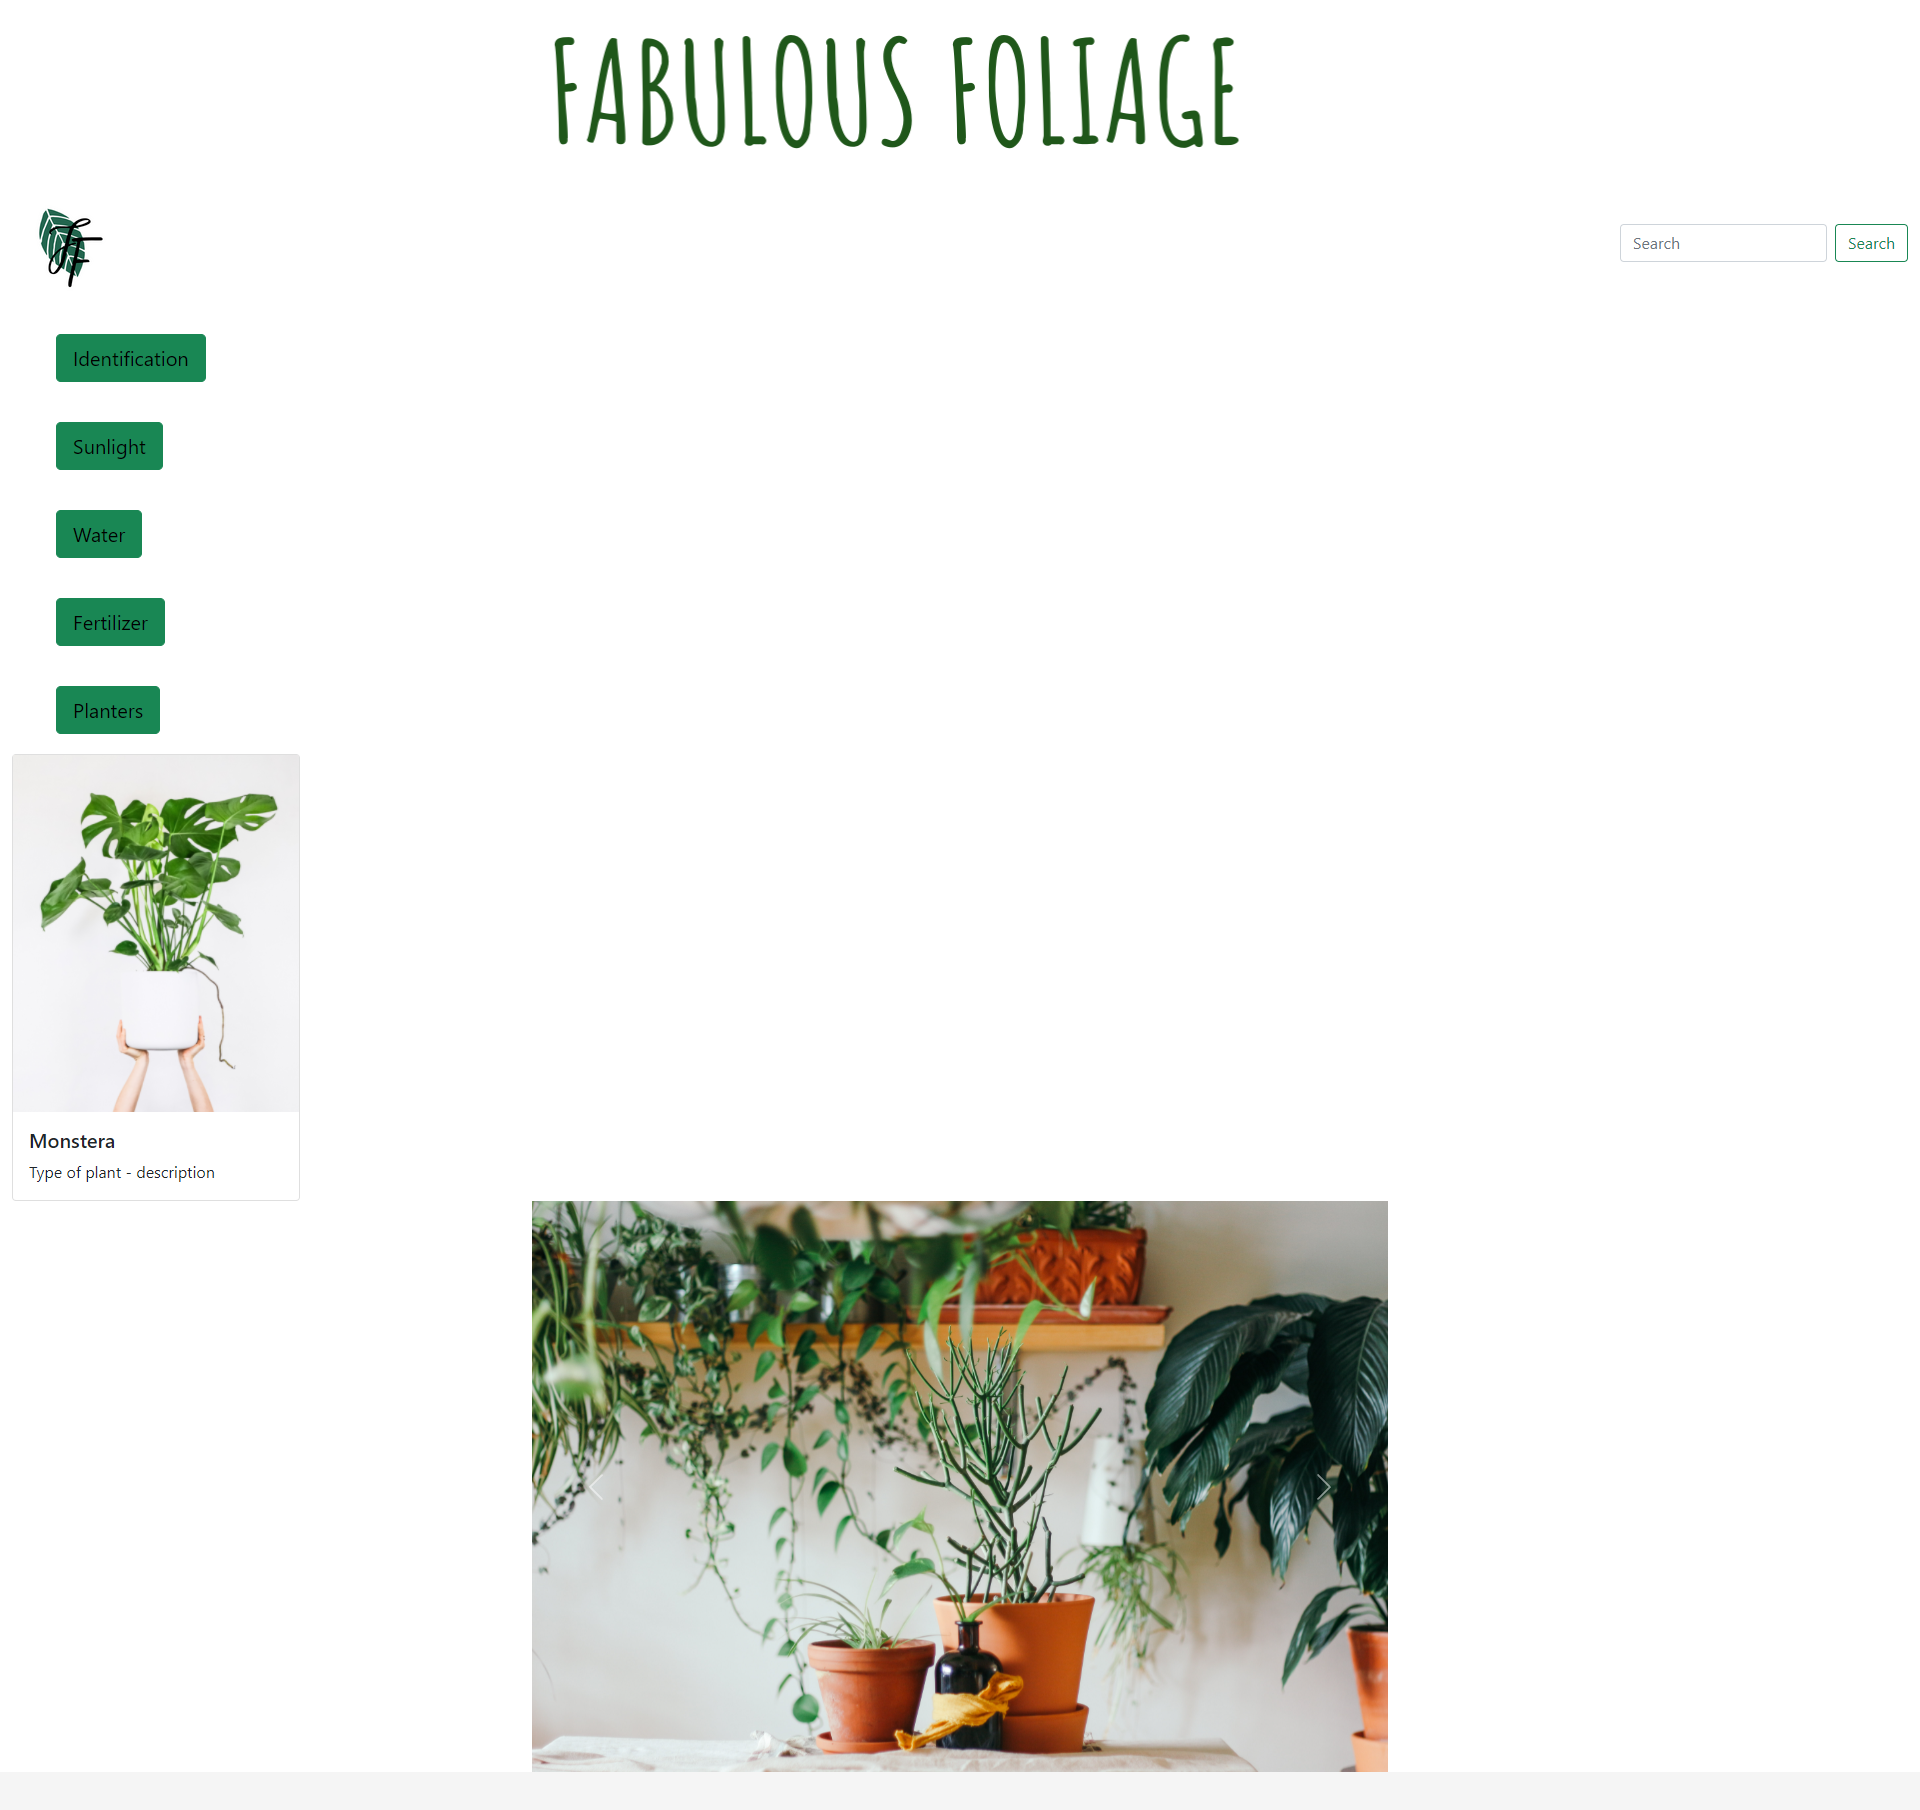 FABULOUS FOLIAGE
FF
Search
Search
Identification
Sunlight
Water
Fertilizer
Planters
Monstera
Type of plant - description